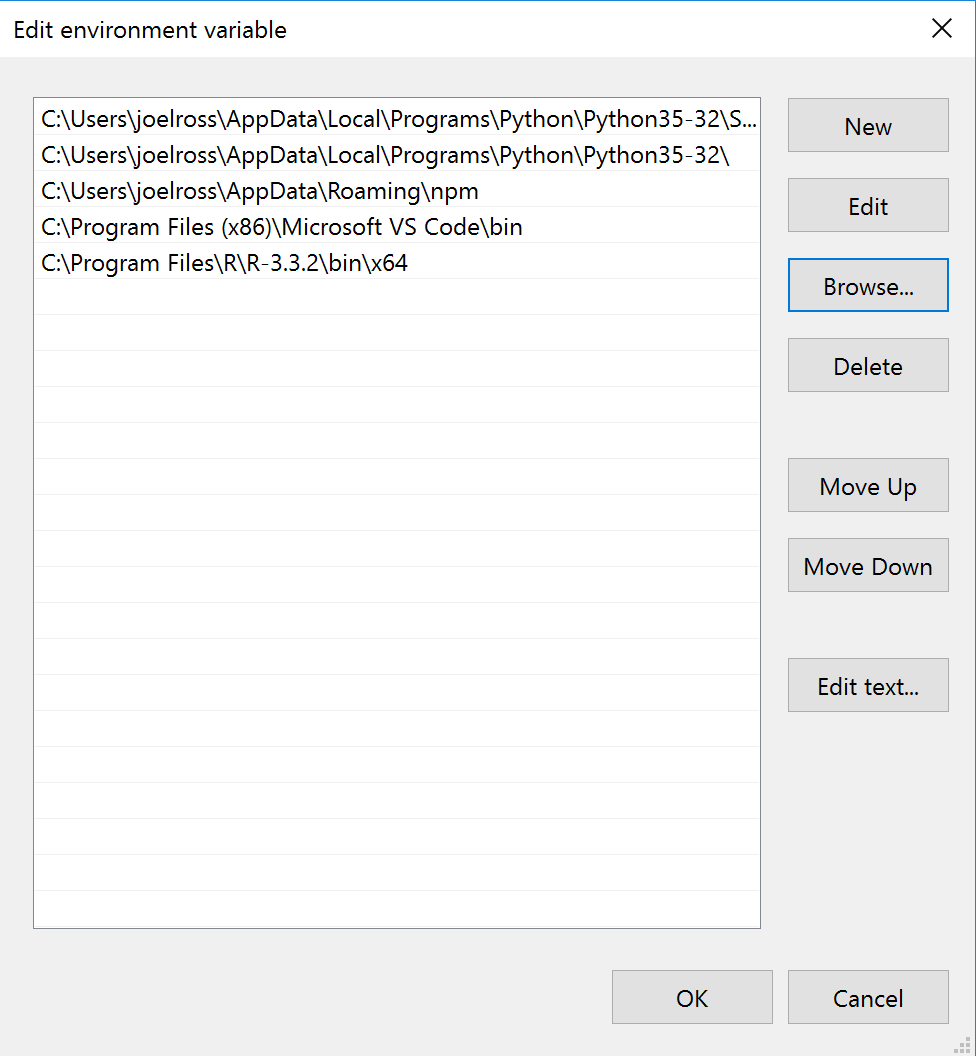 Edit environment variable
C:\Users\joelross\AppData\Local\Programs\Python\Python35-32\S...
C:\Users\joelross\AppData\Local\Programs\Python\Python35-32\
C:\Users\joelross\AppData\Roaming\npm
C:\Program Files (x86)\Microsoft VS Code\bin
C:\Program Files\R\R-3.3.2\bin\x64
New
Edit
Browse...
Delete
Move Up
Move Down
Edit text...
OK
Cancel